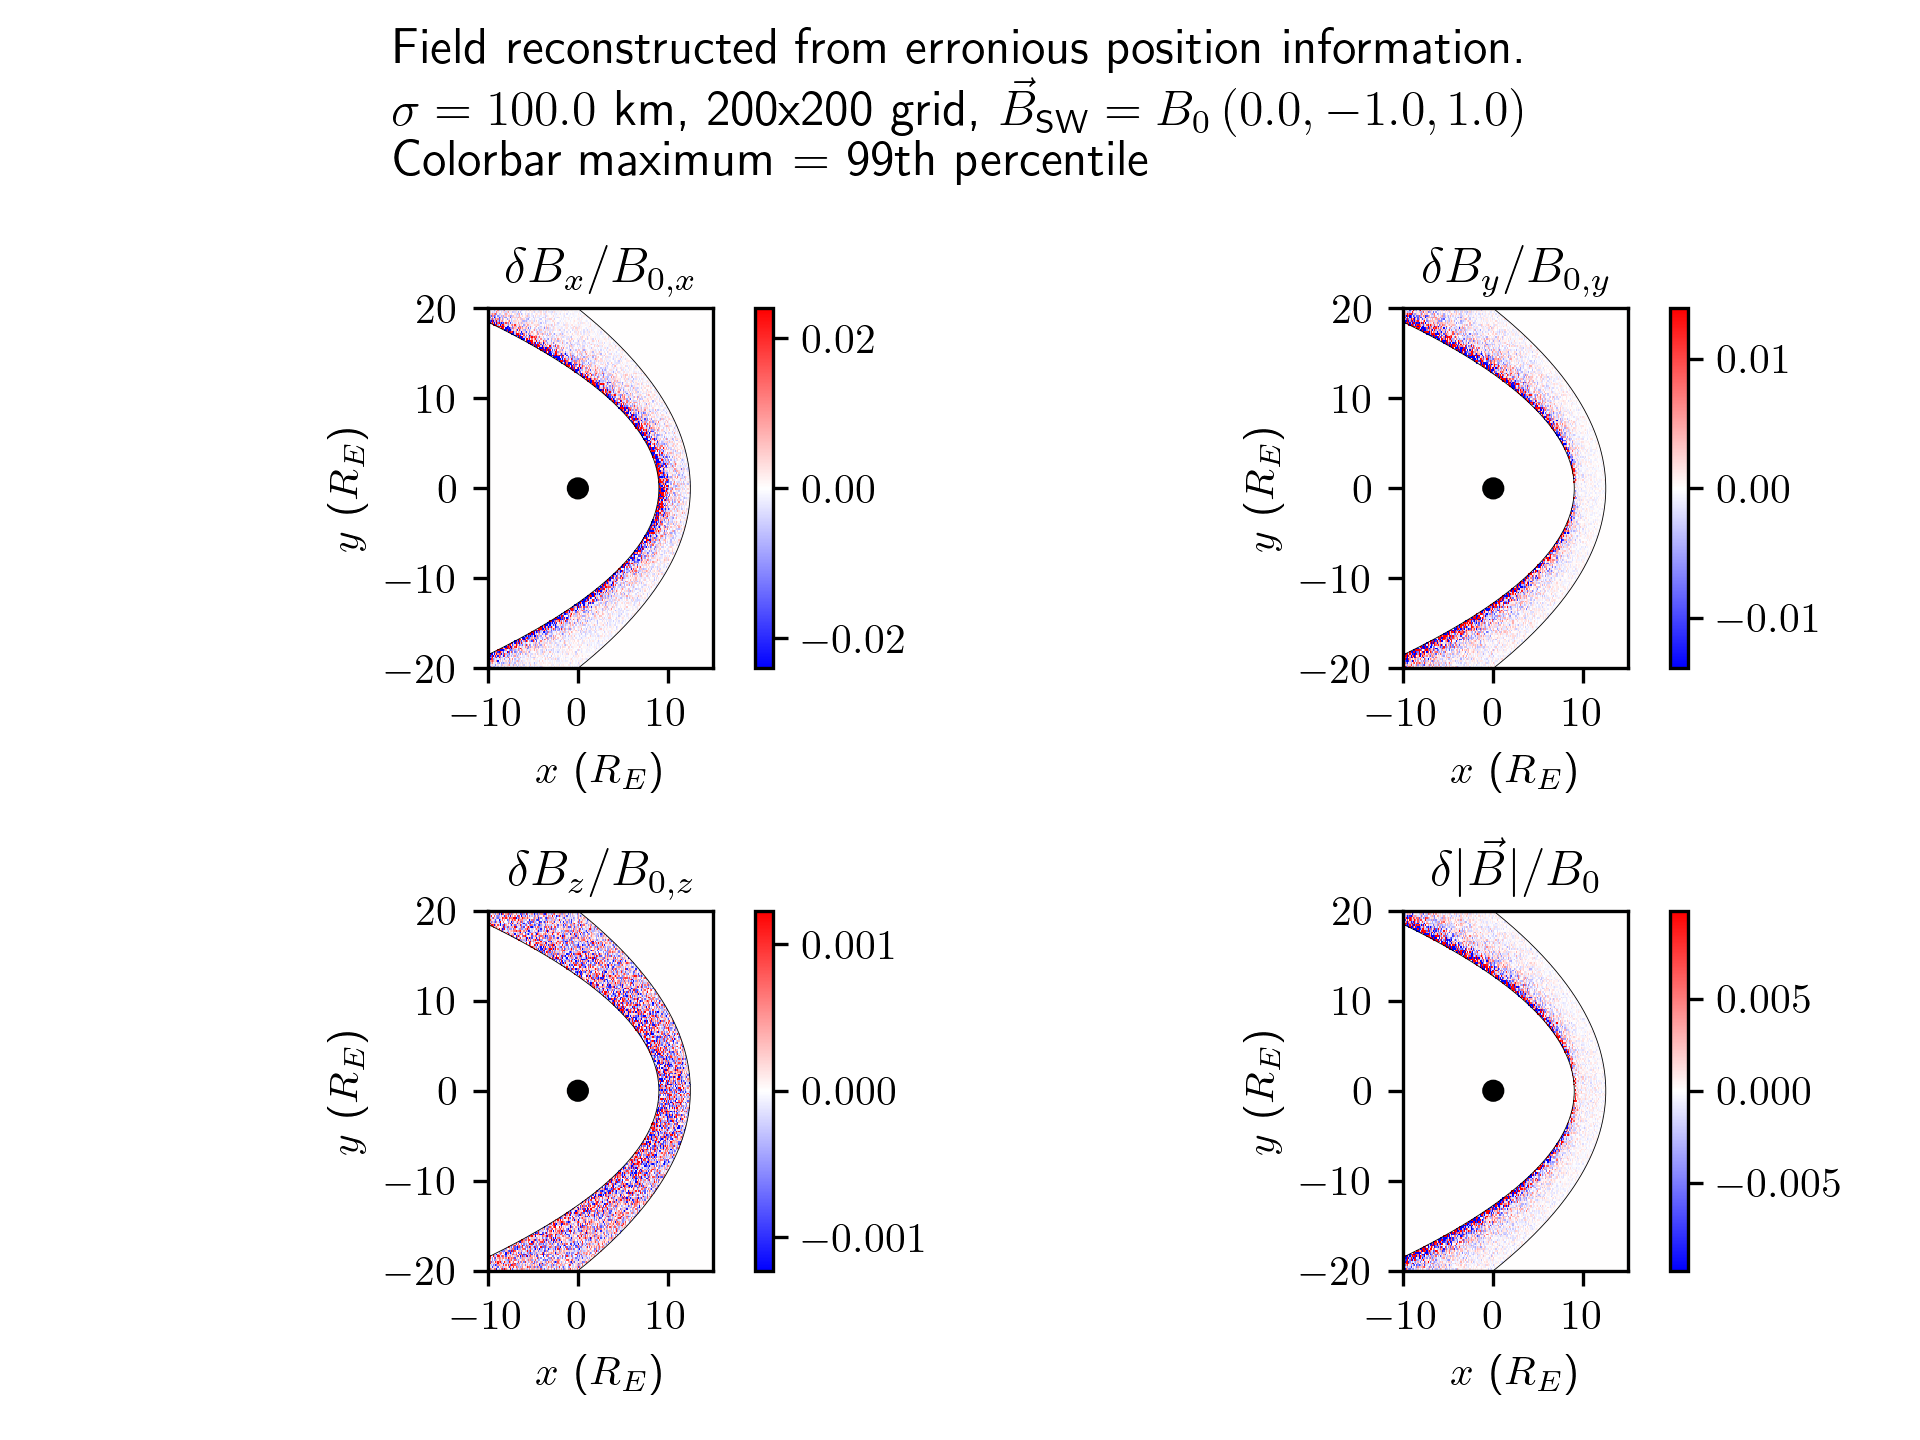 Field reconstructed from erronious position information.
σ = 100.0 km, 200x200 grid, B⃗_SW = B₀ (0.0, −1.0, 1.0)
Colorbar maximum = 99th percentile
δB_x/B_{0,x}
20
10
0
−10
−20
y (R_E)
−10 0 10
x (R_E)
0.02
0.00
−0.02
δB_y/B_{0,y}
20
10
0
−10
−20
y (R_E)
−10 0 10
x (R_E)
0.01
0.00
−0.01
δB_z/B_{0,z}
20
10
0
−10
−20
y (R_E)
−10 0 10
x (R_E)
0.001
0.000
−0.001
δ|B⃗|/B₀
20
10
0
−10
−20
y (R_E)
−10 0 10
x (R_E)
0.005
0.000
−0.005